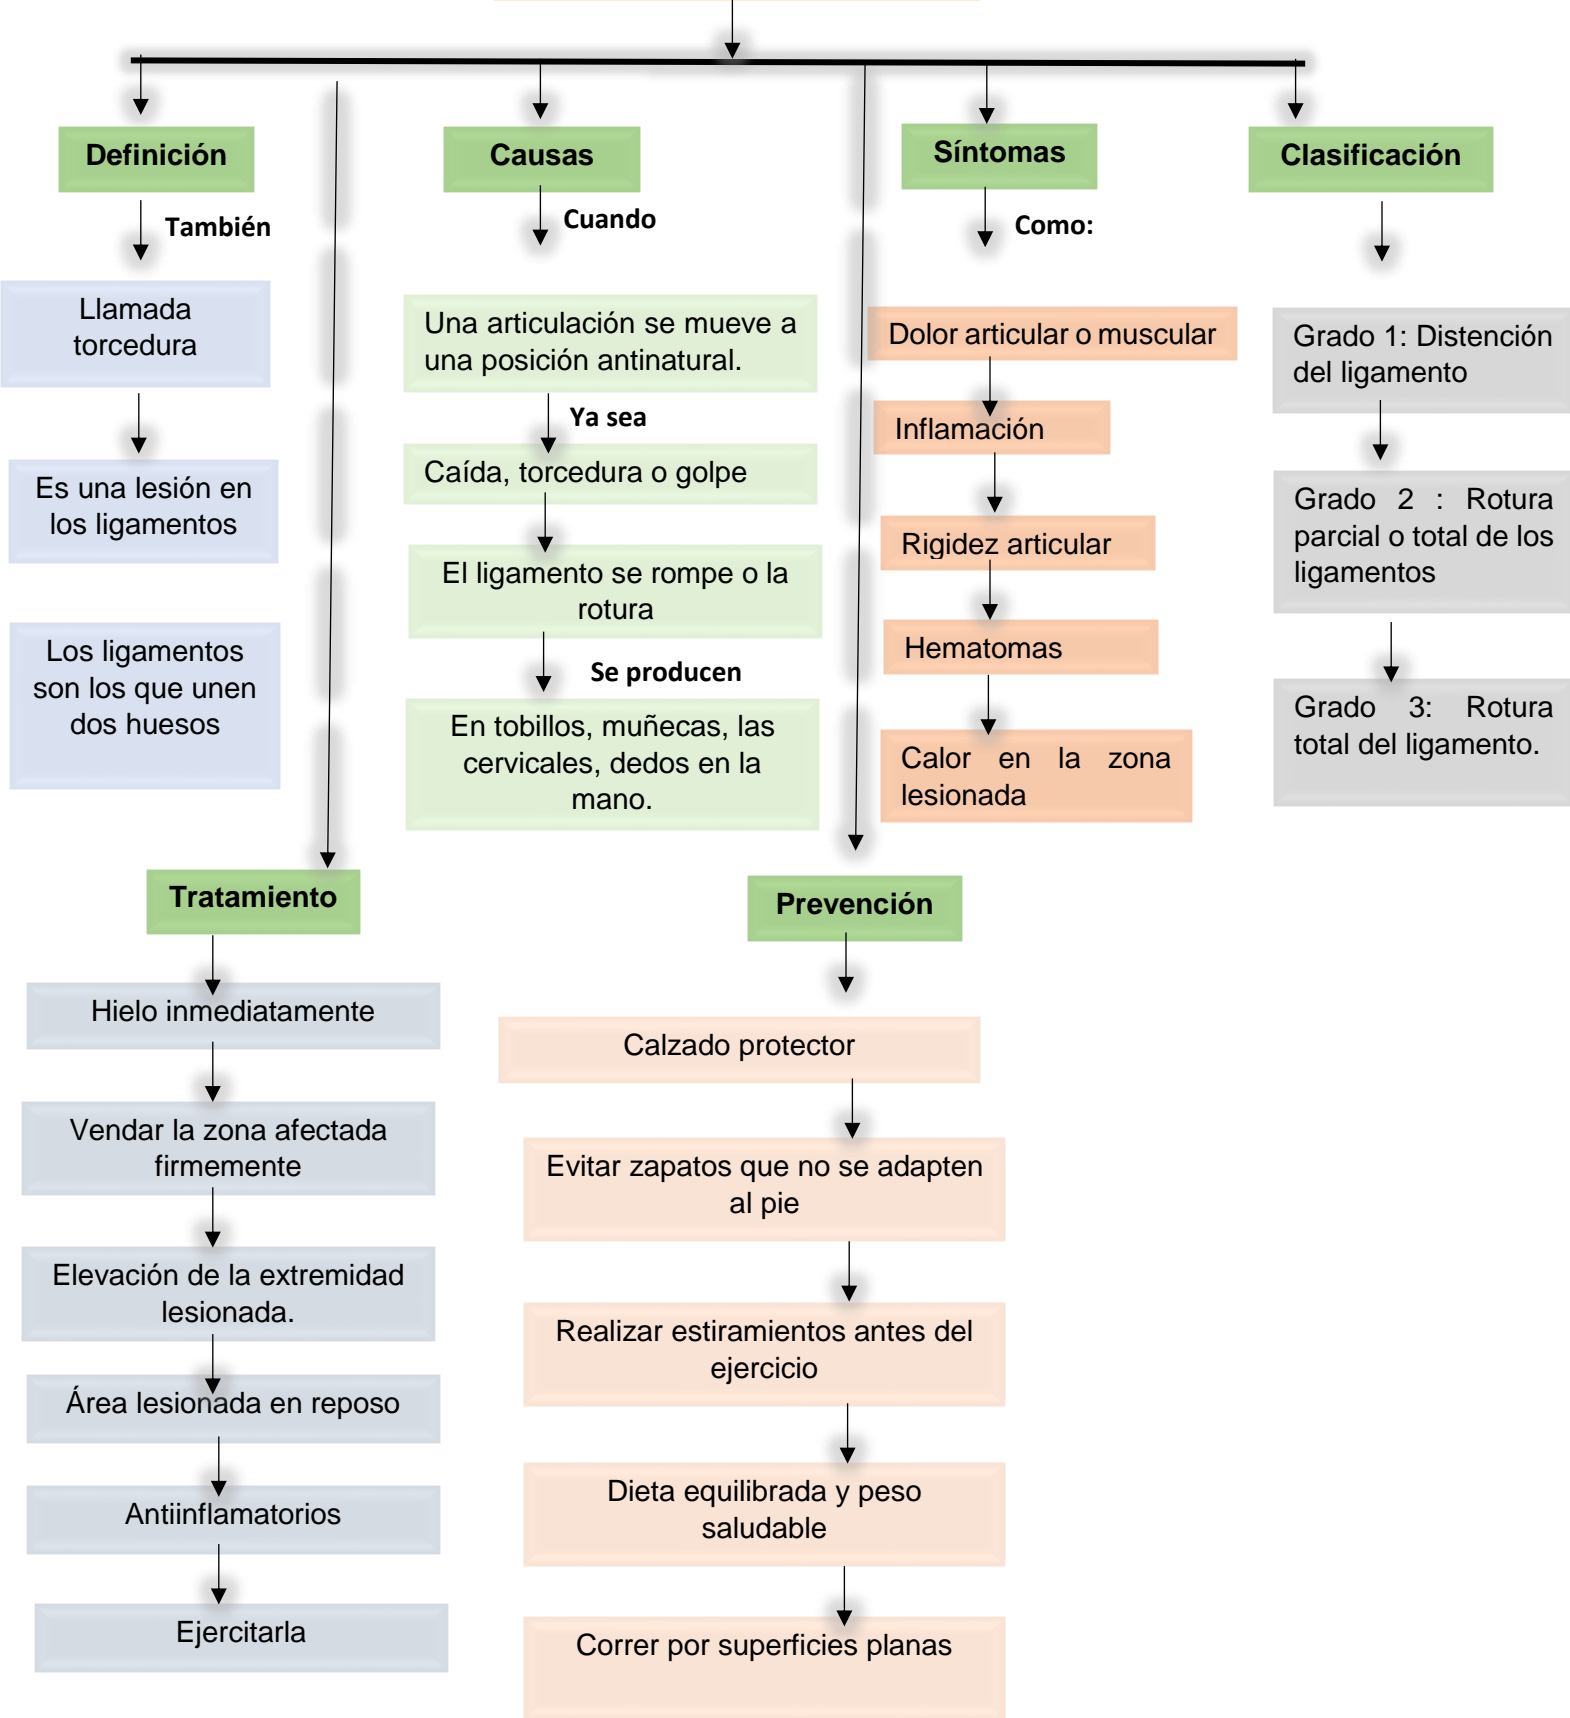 Definición
También
Llamada
torcedura
Es una lesión en
los ligamentos
Los ligamentos
son los que unen
dos huesos
Causas
Cuando
Una articulación se mueve a
una posición antinatural.
Ya sea
Caída, torcedura o golpe
El ligamento se rompe o la
rotura
Se producen
En tobillos, muñecas, las
cervicales, dedos en la
mano.
Síntomas
Como:
Dolor articular o muscular
Inflamación
Rigidez articular
Hematomas
Calor en la zona
lesionada
Clasificación
Grado 1: Distención
del ligamento
Grado 2 : Rotura
parcial o total de los
ligamentos
Grado 3: Rotura
total del ligamento.
Tratamiento
Hielo inmediatamente
Vendar la zona afectada
firmemente
Elevación de la extremidad
lesionada.
Área lesionada en reposo
Antiinflamatorios
Ejercitarla
Prevención
Calzado protector
Evitar zapatos que no se adapten
al pie
Realizar estiramientos antes del
ejercicio
Dieta equilibrada y peso
saludable
Correr por superficies planas